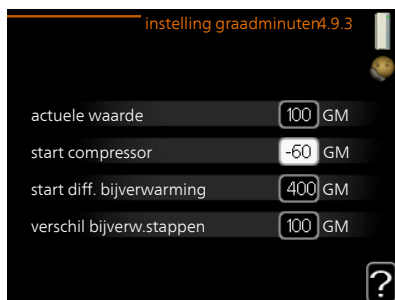 instelling graadminuten4.9.3
actuele waarde 100 GM
start compressor -60 GM
start diff. bijverwarming 400 GM
verschil bijverw.stappen 100 GM
?